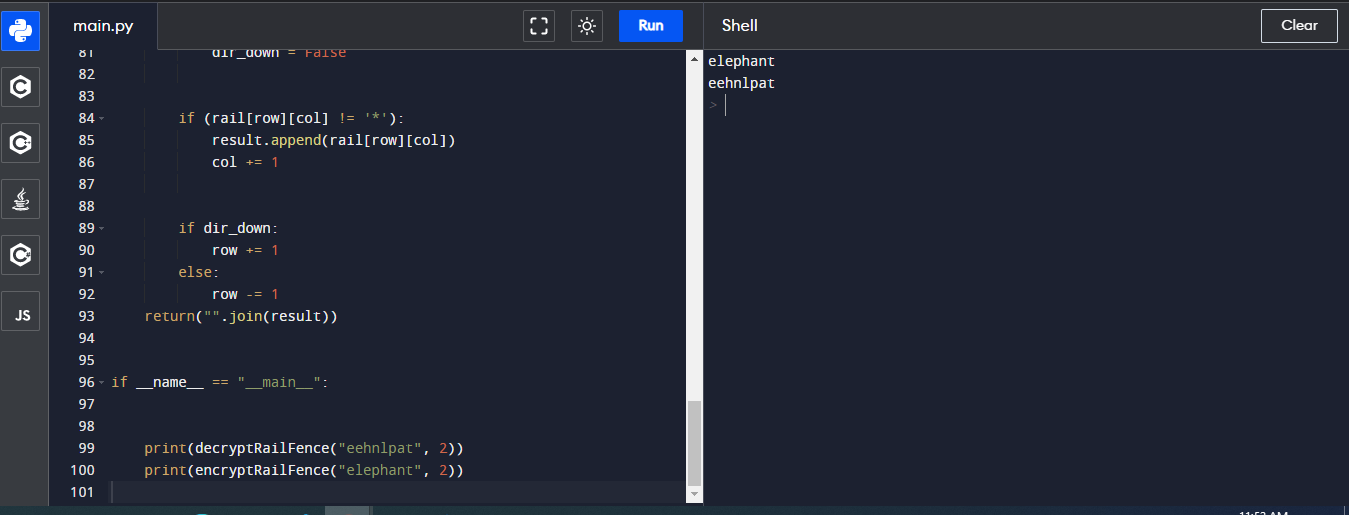 main.py
Run
Shell
Clear
81 dir_down = False
82
83
84 if (rail[row][col] != '*'):
85 result.append(rail[row][col])
86 col += 1
87
88
89 if dir_down:
90 row += 1
91 else:
92 row -= 1
93 return("".join(result))
94
95
96 if __name__ == "__main__":
97
98
99 print(decryptRailFence("eehnlpat", 2))
100 print(encryptRailFence("elephant", 2))
101
elephant
eehnlpat
>
JS
11:53 AM